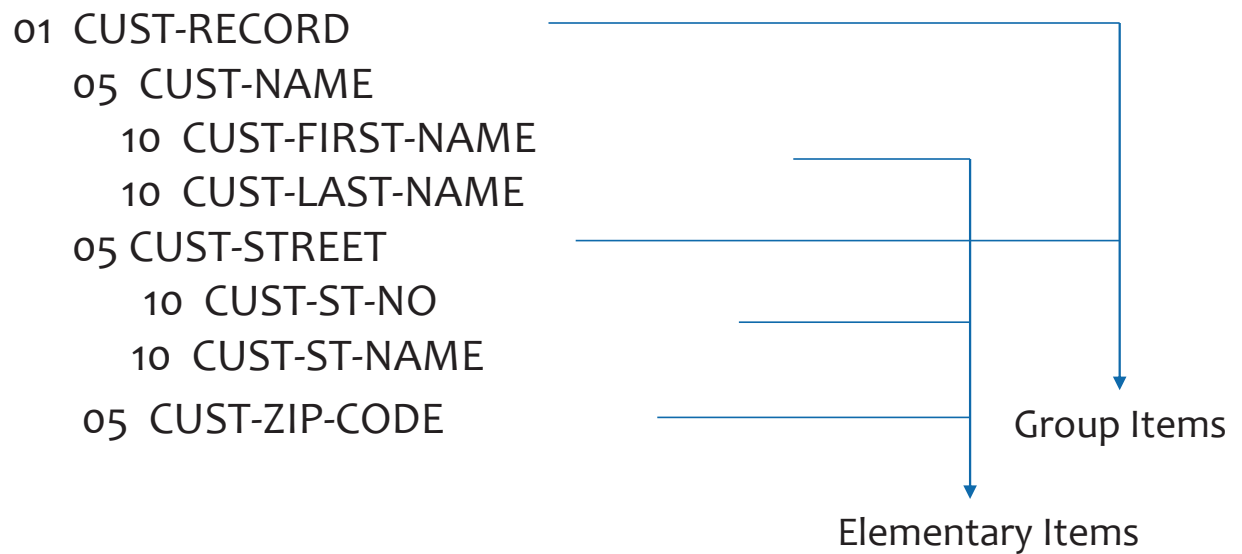 01 CUST-RECORD
05 CUST-NAME
10 CUST-FIRST-NAME
10 CUST-LAST-NAME
05 CUST-STREET
10 CUST-ST-NO
10 CUST-ST-NAME
05 CUST-ZIP-CODE
Group Items
Elementary Items